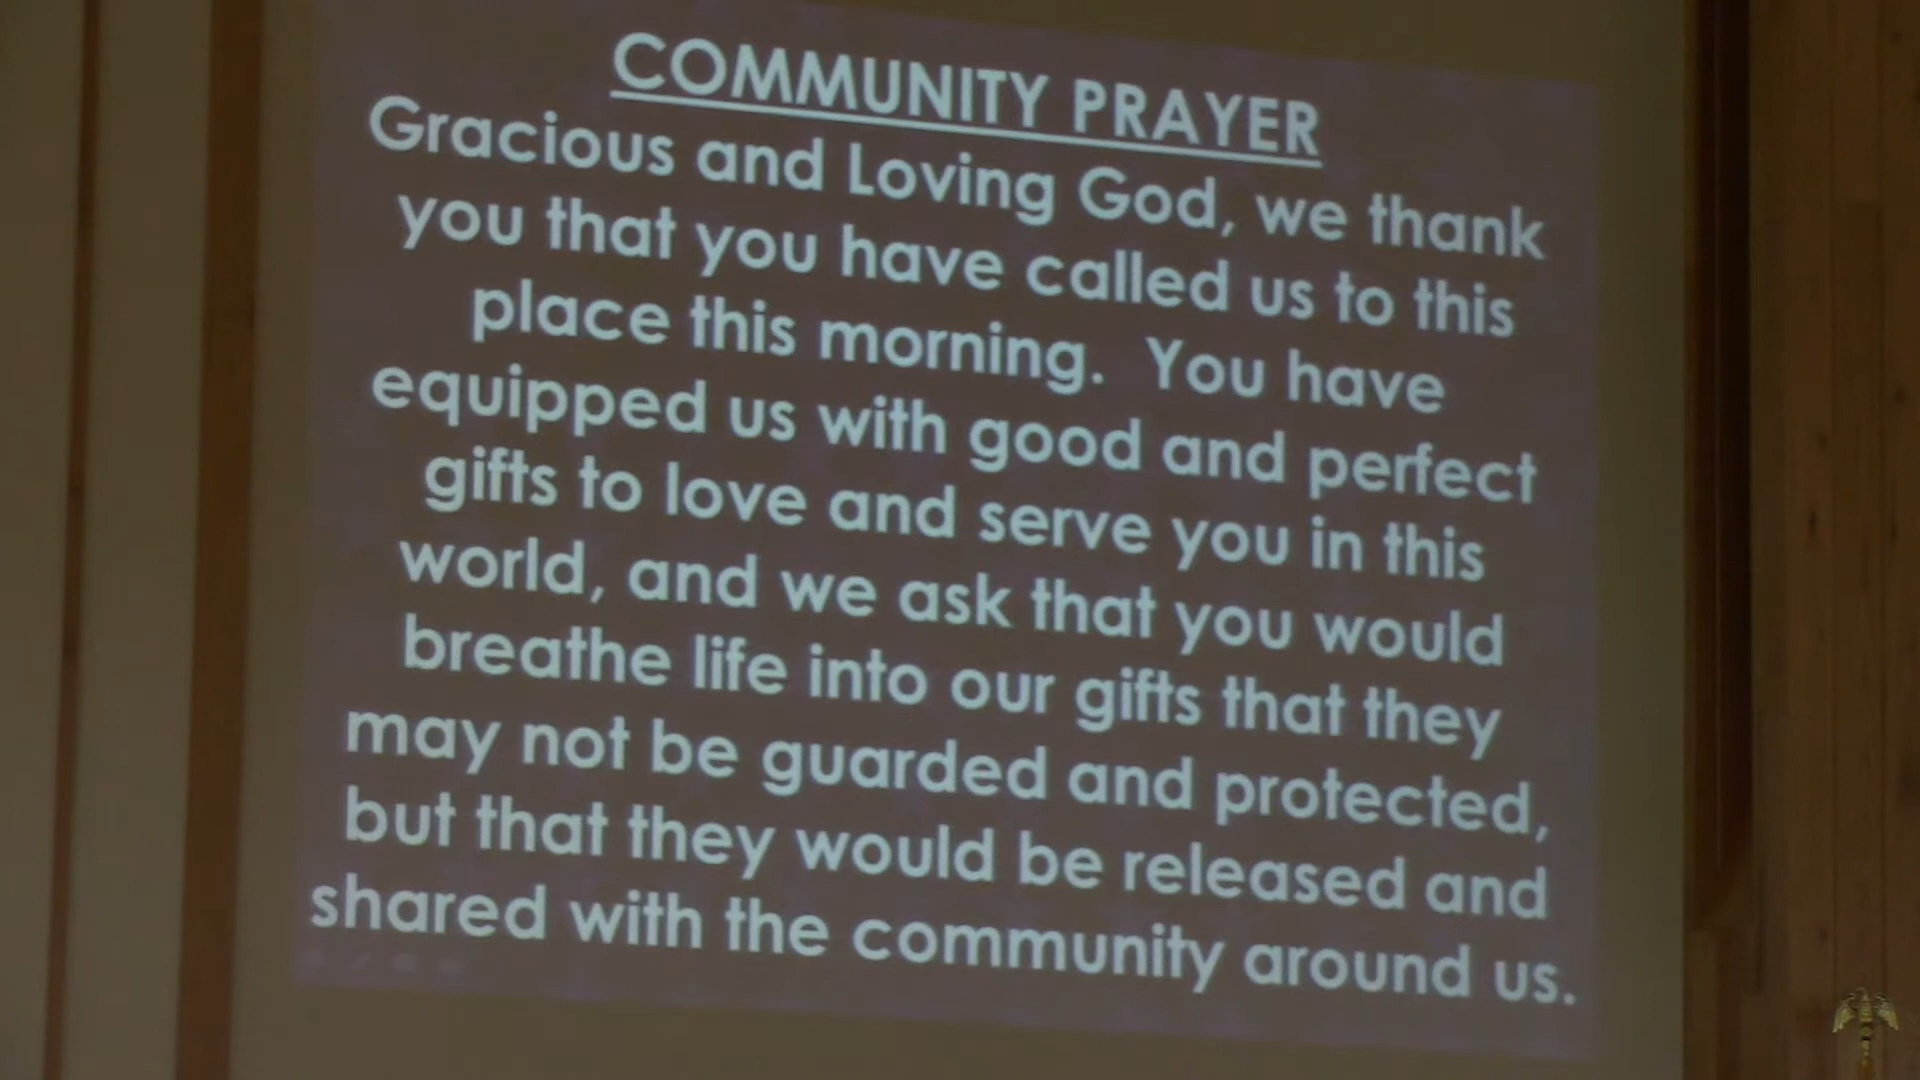 COMMUNITY PRAYER
Gracious and Loving God, we thank
you that you have called us to this
place this morning.  You have
equipped us with good and perfect
gifts to love and serve you in this
world, and we ask that you would
breathe life into our gifts that they
may not be guarded and protected,
but that they would be released and
shared with the community around us.